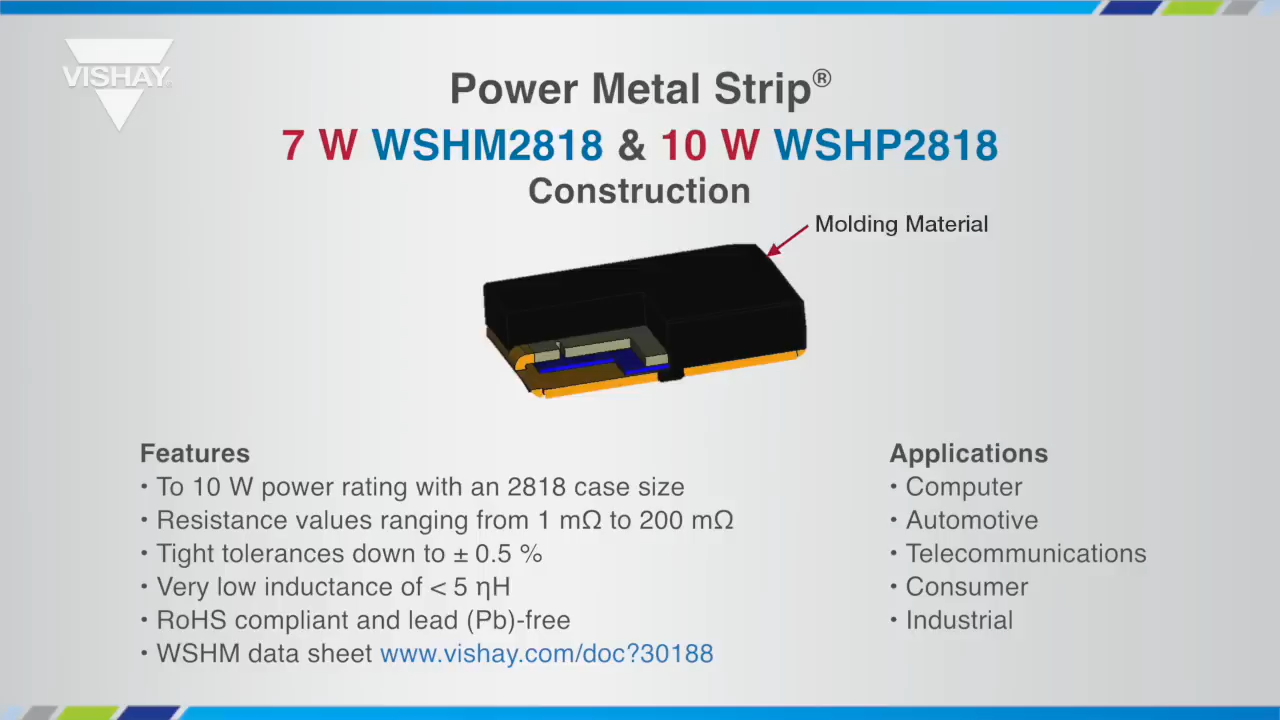 VISHAY®
Power Metal Strip®
7 W WSHM2818 & 10 W WSHP2818
Construction
Molding Material
Features
• To 10 W power rating with an 2818 case size
• Resistance values ranging from 1 mΩ to 200 mΩ
• Tight tolerances down to ± 0.5 %
• Very low inductance of < 5 ηH
• RoHS compliant and lead (Pb)-free
• WSHM data sheet www.vishay.com/doc?30188
Applications
• Computer
• Automotive
• Telecommunications
• Consumer
• Industrial